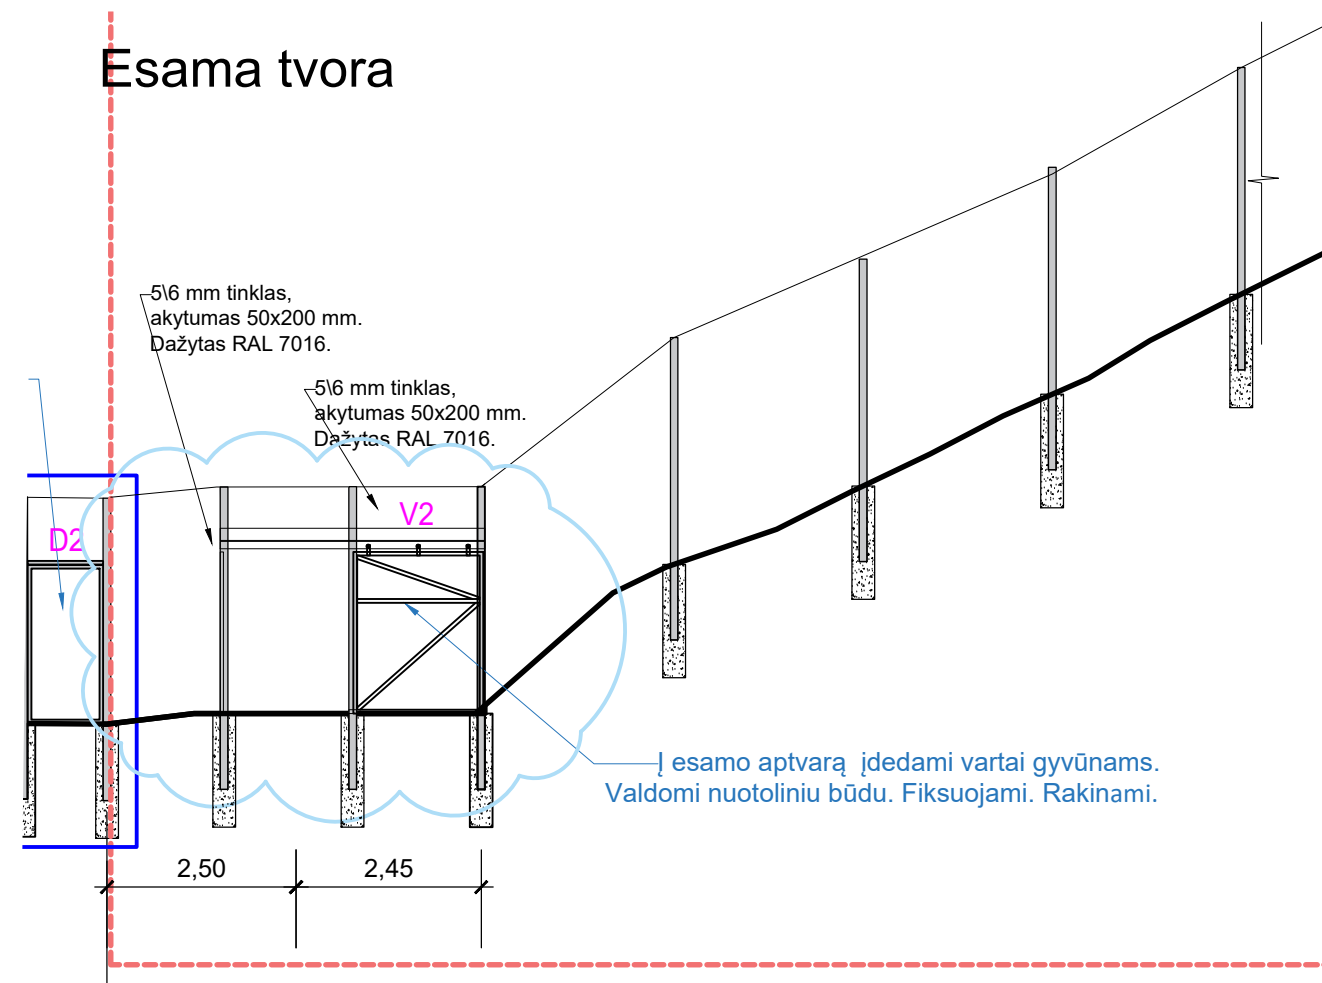 Esama tvora
5\6 mm tinklas,
akytumas 50x200 mm.
Dažytas RAL 7016.
5\6 mm tinklas,
akytumas 50x200 mm.
Dažytas RAL 7016.
D2
V2
Į esamo aptvarą įdedami vartai gyvūnams.
Valdomi nuotoliniu būdu. Fiksuojami. Rakinami.
2,50
2,45